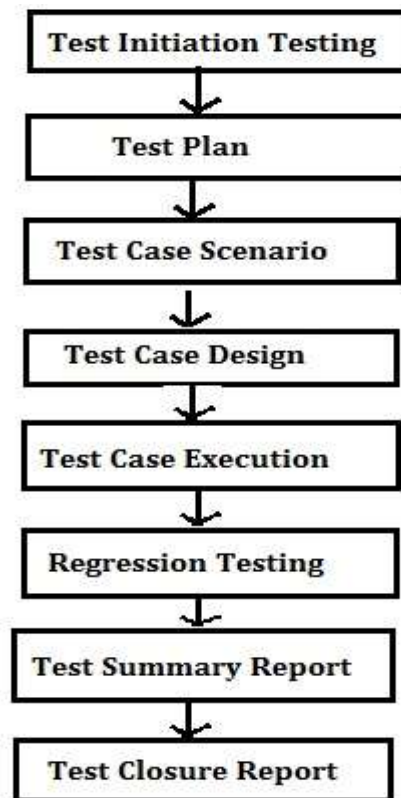 Test Initiation Testing
Test Plan
Test Case Scenario
Test Case Design
Test Case Execution
Regression Testing
Test Summary Report
Test Closure Report